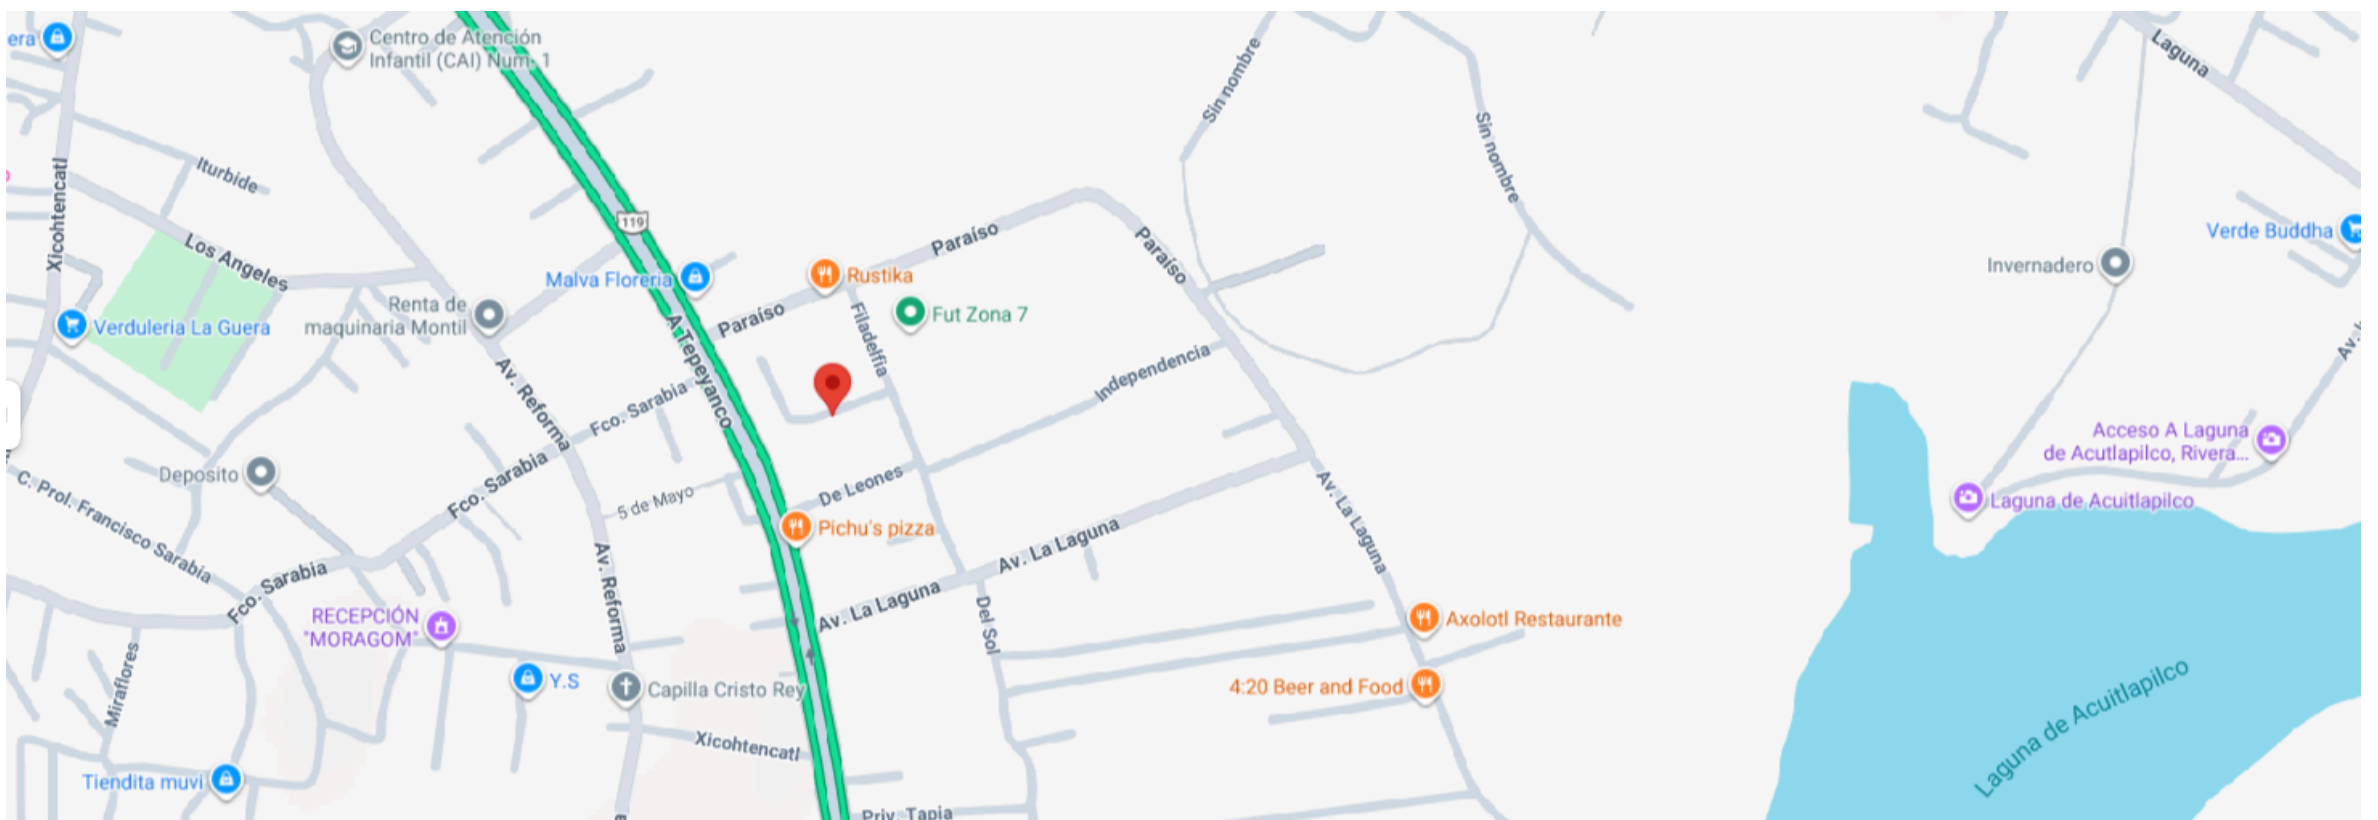 era
Centro de Atención
Infantil (CAI) Num. 1
Sin nombre
Laguna
Sin nombre
Xicohtencatl
Iturbide
119
Los Angeles
Paraíso
Paraíso
Verde Buddha
Invernadero
Malva Floreria
Rustika
Renta de
maquinaria Montil
Verduleria La Guera
Paraíso
Filadelfia
Fut Zona 7
A Tepeyanco
Independencia
Av. Reforma
Fco. Sarabia
Acceso A Laguna
de Acutlapilco, Rivera...
Deposito
Fco. Sarabia
De Leones
5 de Mayo
Av. La Laguna
Laguna de Acuitlapilco
C. Prol. Francisco Sarabia
Pichu's pizza
Av. La Laguna
Av. Reforma
Fco. Sarabia
Av. La Laguna
RECEPCIÓN
"MORAGOM"
Del Sol
Axolotl Restaurante
Miraflores
Y.S
Capilla Cristo Rey
4:20 Beer and Food
Laguna de Acuitlapilco
Xicohtencatl
Tiendita muvi
Priv. Tapia